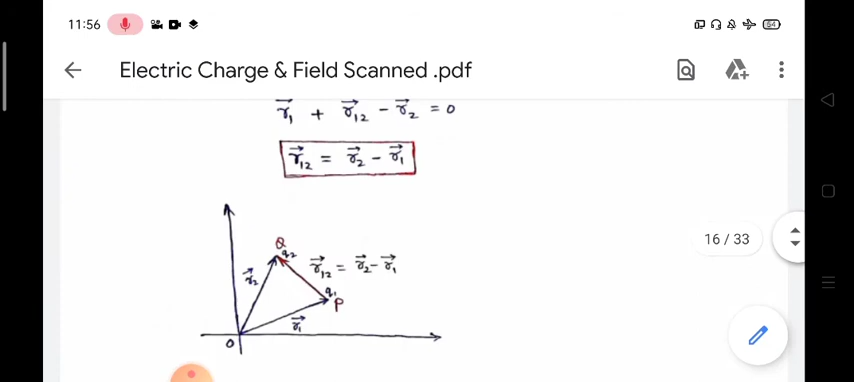 11:56
54
Electric Charge & Field Scanned .pdf
r⃗₁ + r⃗₁₂ - r⃗₂ = 0
r⃗₁₂ = r⃗₂ - r⃗₁
16 / 33
Q
q₂
r⃗₁₂ = r⃗₂ - r⃗₁
r⃗₂
q₁
P
r⃗₁
O